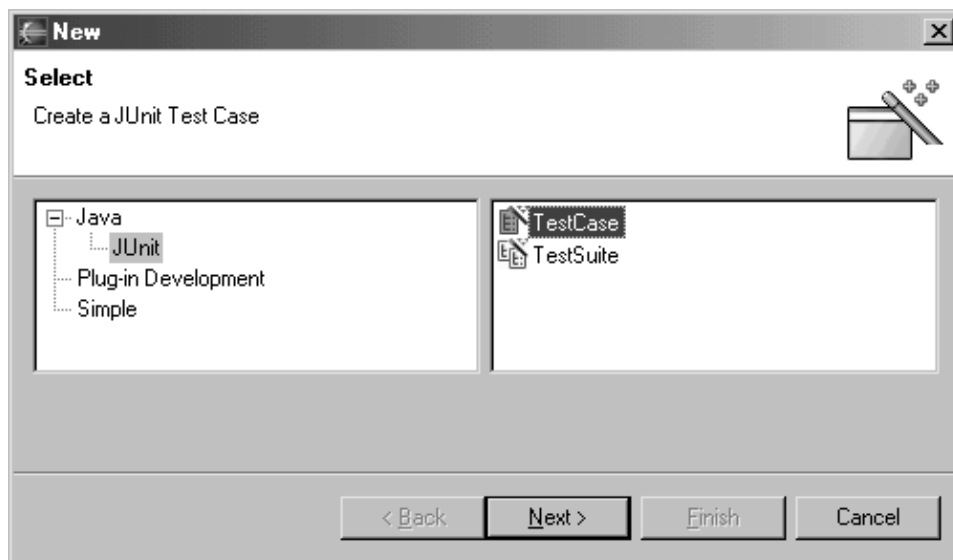 New
Select
Create a JUnit Test Case
Java
JUnit
Plug-in Development
Simple
TestCase
TestSuite
< Back
Next >
Finish
Cancel